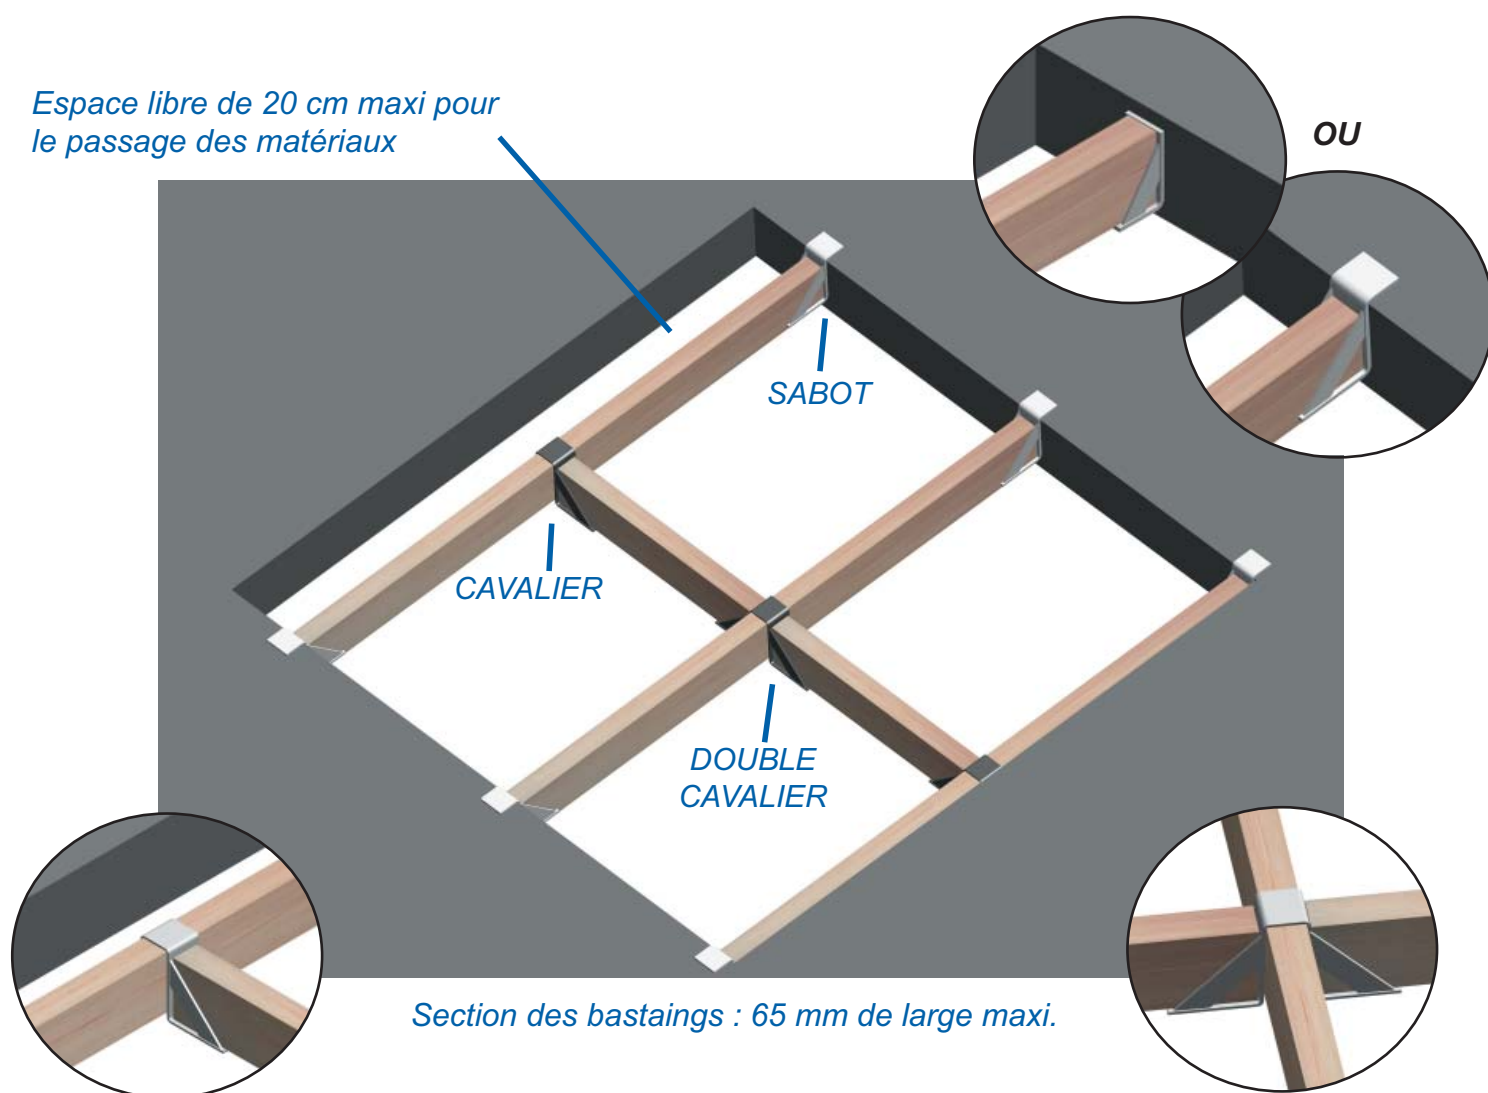 Espace libre de 20 cm maxi pour
le passage des matériaux
OU
SABOT
CAVALIER
DOUBLE
CAVALIER
Section des bastaings : 65 mm de large maxi.